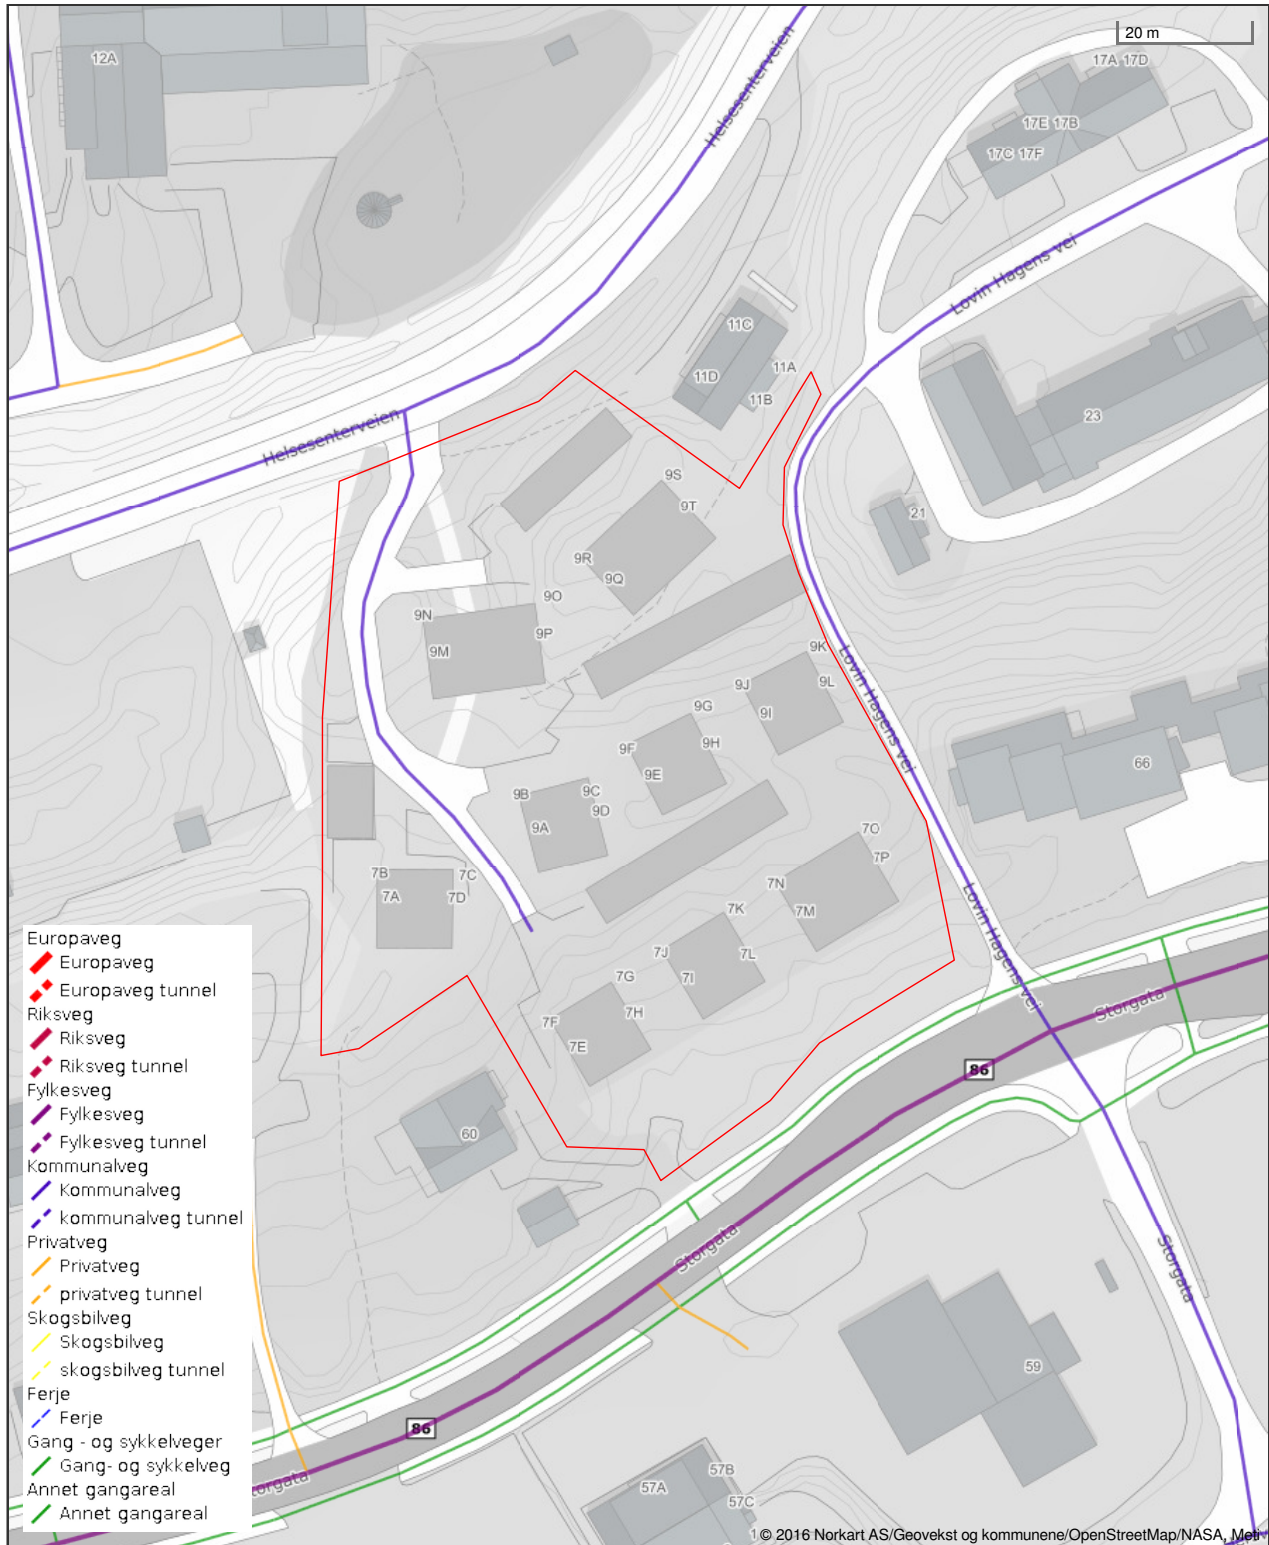 20 m
12A
17A 17D
17E 17B
17C 17F
Helsesenterveien
Lovin Hagens vei
11C
11A
11D
11B
23
Helsesenterveien
9S
9T
21
9R
9Q
9O
9N
9P
9M
9K
Lovin Hagens vei
9J
9L
9G
9I
9F
9H
9E
66
9B
9C
9D
9A
7O
7P
7B
7C
7A
7D
7N
7K
7M
Lovin Hagens vei
7J
7L
7G
7I
7H
7F
7E
Storgata
86
60
Storgata
Storgata
59
86
Storgata
57B
57A
57C
Europaveg
Europaveg
Europaveg tunnel
Riksveg
Riksveg
Riksveg tunnel
Fylkesveg
Fylkesveg
Fylkesveg tunnel
Kommunalveg
Kommunalveg
kommunalveg tunnel
Privatveg
Privatveg
privatveg tunnel
Skogsbilveg
Skogsbilveg
skogsbilveg tunnel
Ferje
Ferje
Gang - og sykkelveger
Gang- og sykkelveg
Annet gangareal
Annet gangareal
© 2016 Norkart AS/Geovekst og kommunene/OpenStreetMap/NASA, Meti